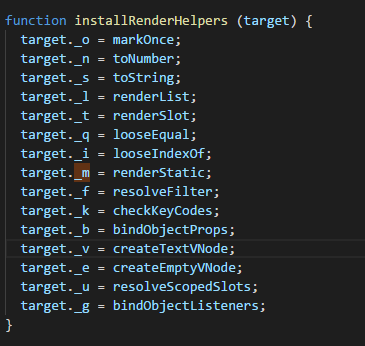 function installRenderHelpers (target) {
  target._o = markOnce;
  target._n = toNumber;
  target._s = toString;
  target._l = renderList;
  target._t = renderSlot;
  target._q = looseEqual;
  target._i = looseIndexOf;
  target._m = renderStatic;
  target._f = resolveFilter;
  target._k = checkKeyCodes;
  target._b = bindObjectProps;
  target._v = createTextVNode;
  target._e = createEmptyVNode;
  target._u = resolveScopedSlots;
  target._g = bindObjectListeners;
}